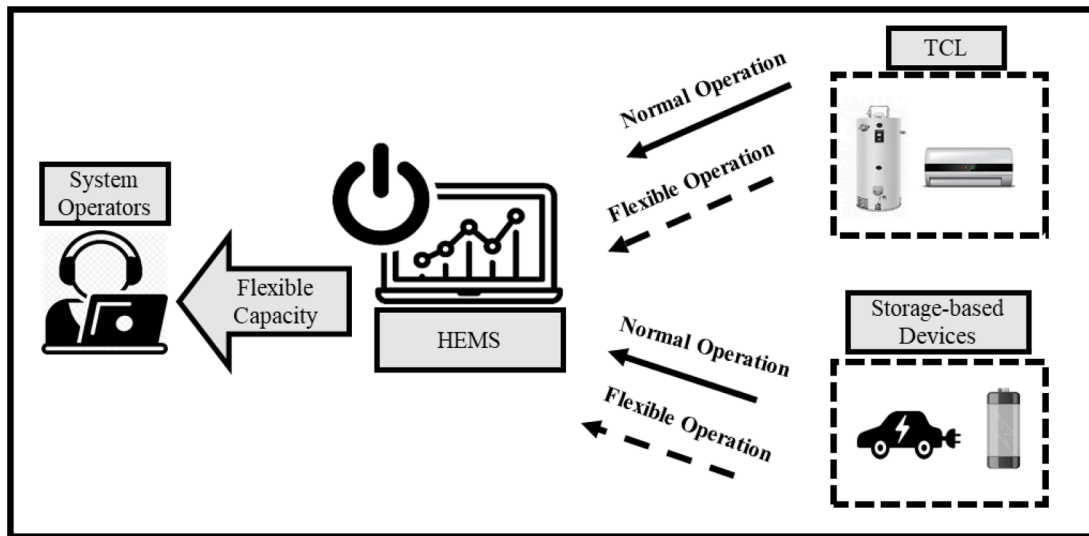 TCL
Normal Operation
Flexible Operation
System
Operators
Flexible
Capacity
HEMS
Storage-based
Devices
Normal Operation
Flexible Operation